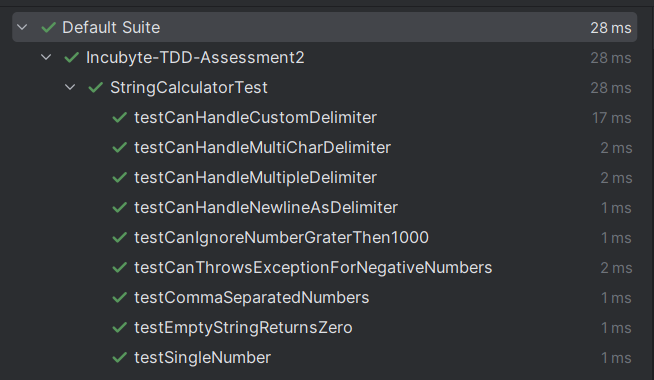 Default Suite 28 ms
Incubyte-TDD-Assessment2 28 ms
StringCalculatorTest 28 ms
testCanHandleCustomDelimiter 17 ms
testCanHandleMultiCharDelimiter 2 ms
testCanHandleMultipleDelimiter 2 ms
testCanHandleNewlineAsDelimiter 1 ms
testCanIgnoreNumberGraterThen1000 1 ms
testCanThrowsExceptionForNegativeNumbers 2 ms
testCommaSeparatedNumbers 1 ms
testEmptyStringReturnsZero 1 ms
testSingleNumber 1 ms